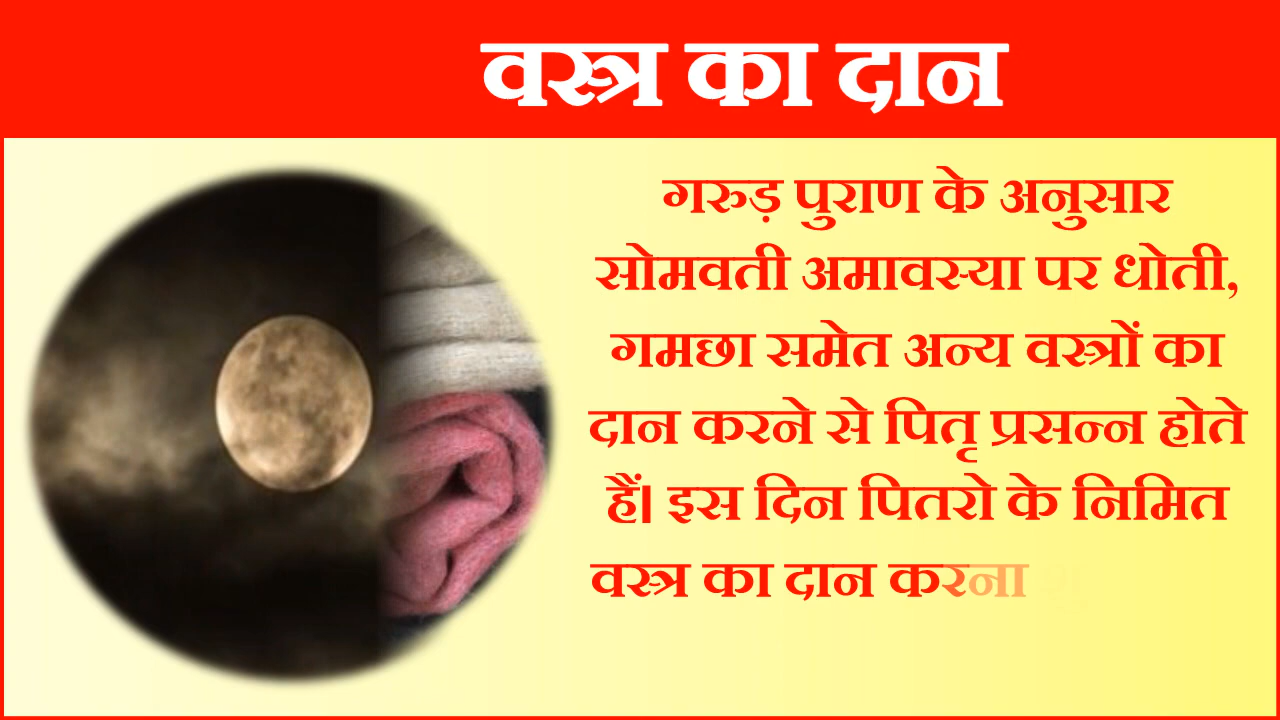 वस्त्र का दान
गरुड़ पुराण के अनुसार
सोमवती अमावस्या पर धोती,
गमछा समेत अन्य वस्त्रों का
दान करने से पितृ प्रसन्न होते
हैं। इस दिन पितरो के निमित
वस्त्र का दान करना